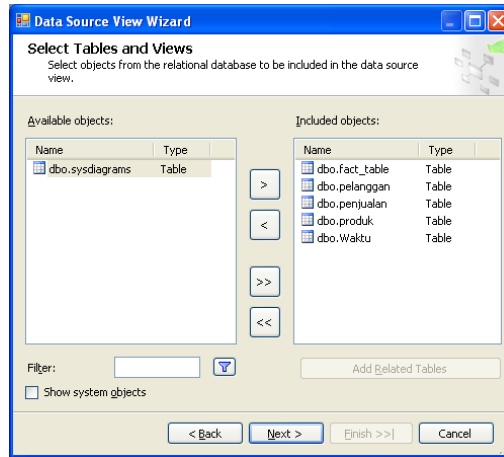 Data Source View Wizard
Select Tables and Views
Select objects from the relational database to be included in the data source
view.
Available objects:
Name Type
dbo.sysdiagrams Table
>
<
>>
<<
Included objects:
Name Type
dbo.fact_table Table
dbo.pelanggan Table
dbo.penjualan Table
dbo.produk Table
dbo.Waktu Table
Filter:
Add Related Tables
Show system objects
< Back Next > Finish >>| Cancel